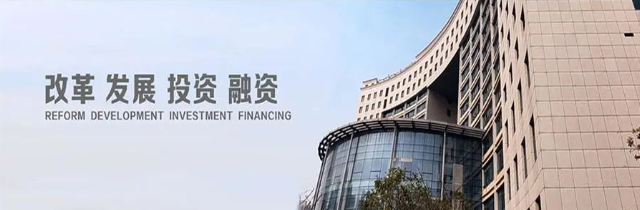 改革 发展 投资 融资
REFORM DEVELOPMENT INVESTMENT FINANCING